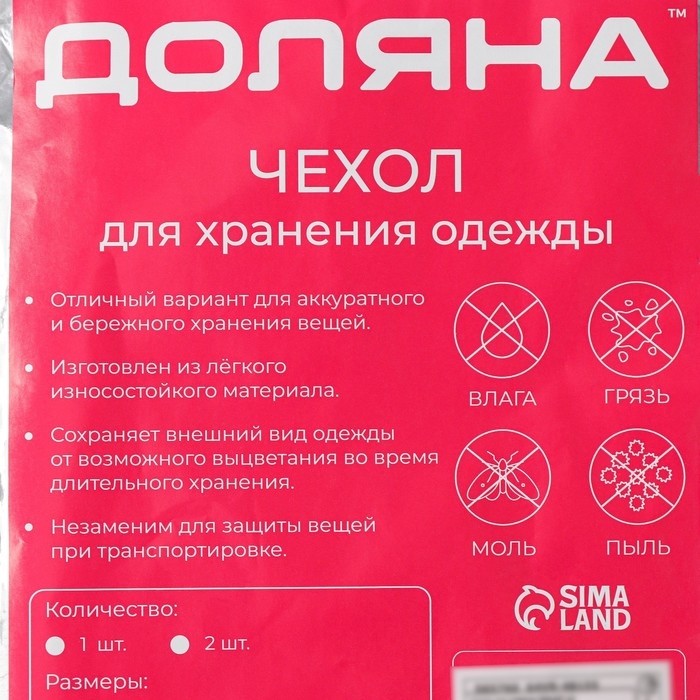 ДОЛЯНА™
ЧЕХОЛ
для хранения одежды
• Отличный вариант для аккуратного
и бережного хранения вещей.
• Изготовлен из лёгкого
износостойкого материала.
• Сохраняет внешний вид одежды
от возможного выцветания во время
длительного хранения.
• Незаменим для защиты вещей
при транспортировке.
ВЛАГА
ГРЯЗЬ
МОЛЬ
ПЫЛЬ
Количество:
1 шт. 2 шт.
Размеры:
SIMA
LAND